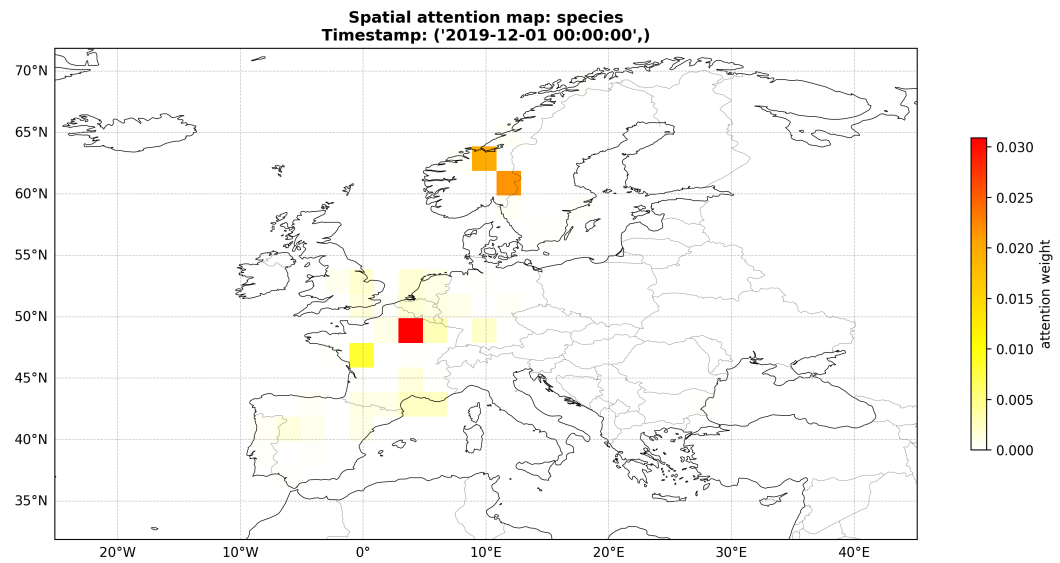 Spatial attention map: species
Timestamp: ('2019-12-01 00:00:00',)
70°N
65°N
60°N
55°N
50°N
45°N
40°N
35°N
20°W
10°W
0°
10°E
20°E
30°E
40°E
0.030
0.025
0.020
0.015
0.010
0.005
0.000
attention weight